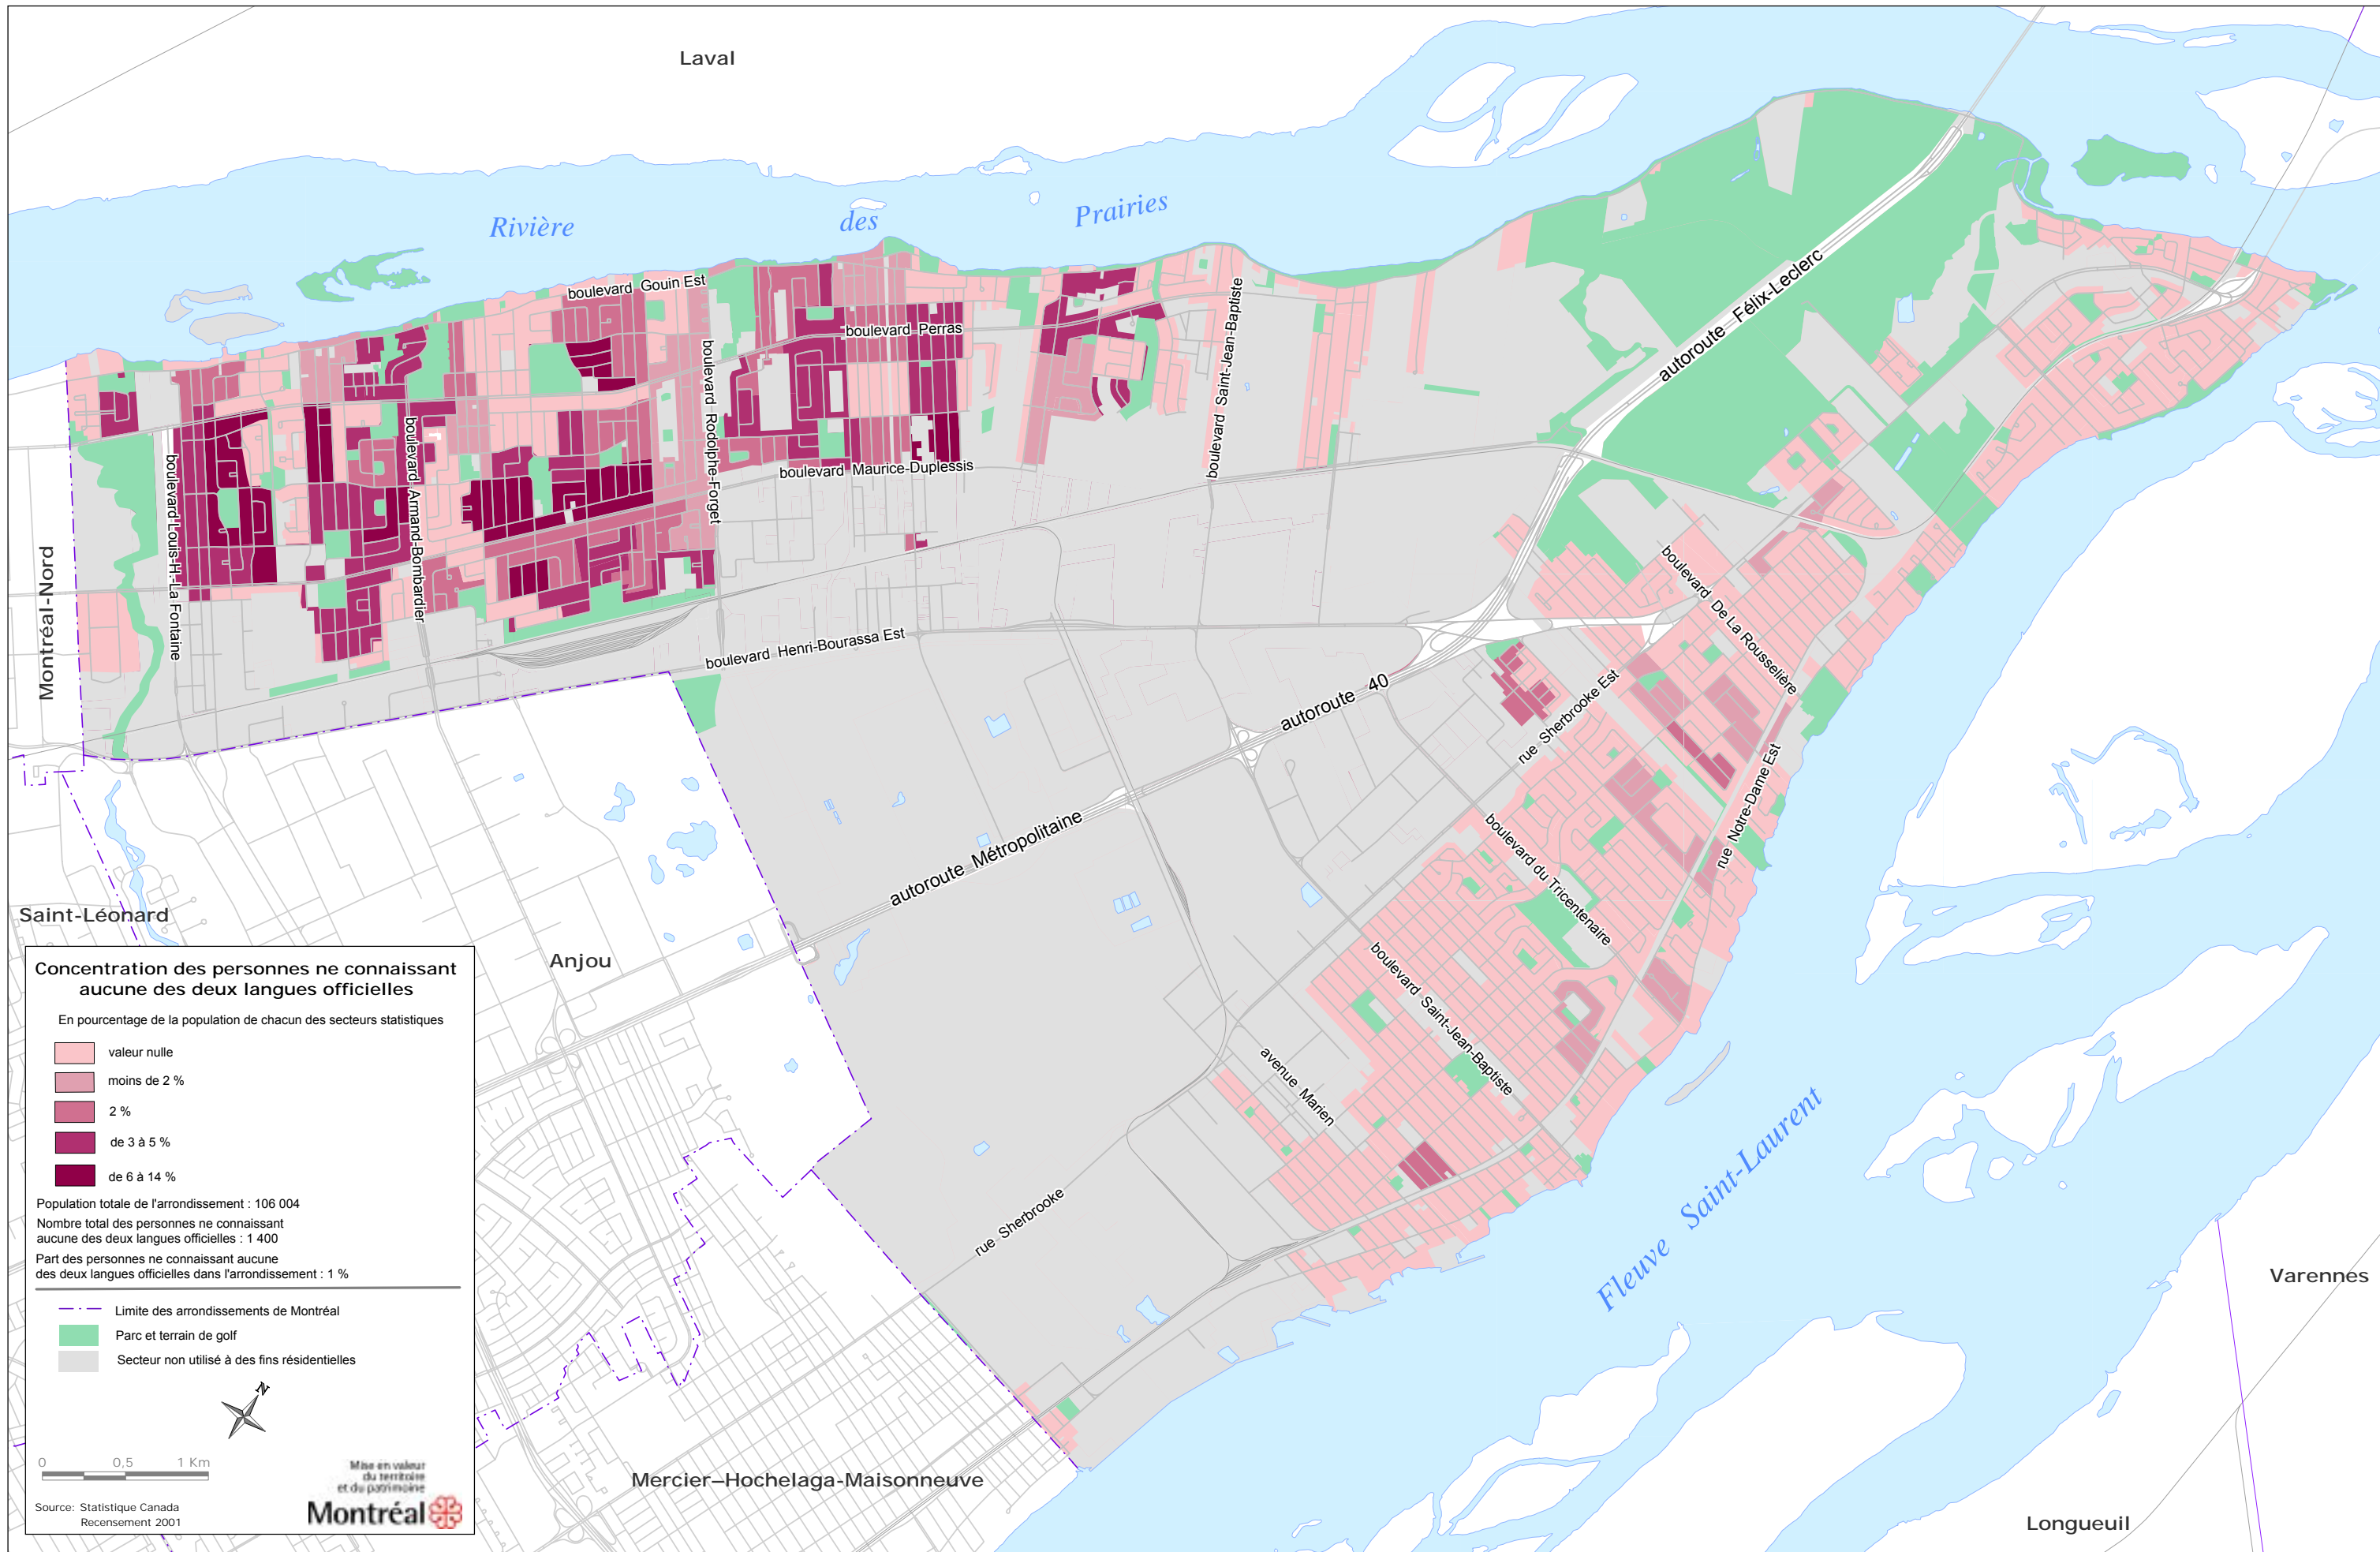 Laval
Rivière des Prairies
boulevard Gouin Est
boulevard Perras
boulevard Saint-Jean-Baptiste
autoroute Félix-Leclerc
boulevard Rodolphe-Forget
boulevard Armand-Bombardier
boulevard Louis-H.-La Fontaine
boulevard Maurice-Duplessis
Montréal-Nord
boulevard Henri-Bourassa Est
boulevard De La Rousselière
autoroute 40
rue Sherbrooke Est
rue Notre-Dame Est
autoroute Métropolitaine
boulevard du Tricentenaire
Saint-Léonard
Anjou
boulevard Saint-Jean-Baptiste
avenue Marien
rue Sherbrooke
Fleuve Saint-Laurent
Varennes
Mercier–Hochelaga-Maisonneuve
Longueuil
Concentration des personnes ne connaissant
aucune des deux langues officielles
En pourcentage de la population de chacun des secteurs statistiques
valeur nulle
moins de 2 %
2 %
de 3 à 5 %
de 6 à 14 %
Population totale de l'arrondissement : 106 004
Nombre total des personnes ne connaissant
aucune des deux langues officielles : 1 400
Part des personnes ne connaissant aucune
des deux langues officielles dans l'arrondissement : 1 %
Limite des arrondissements de Montréal
Parc et terrain de golf
Secteur non utilisé à des fins résidentielles
N
0 0,5 1 Km
Mise en valeur
du territoire
et du patrimoine
Montréal
Source: Statistique Canada
Recensement 2001